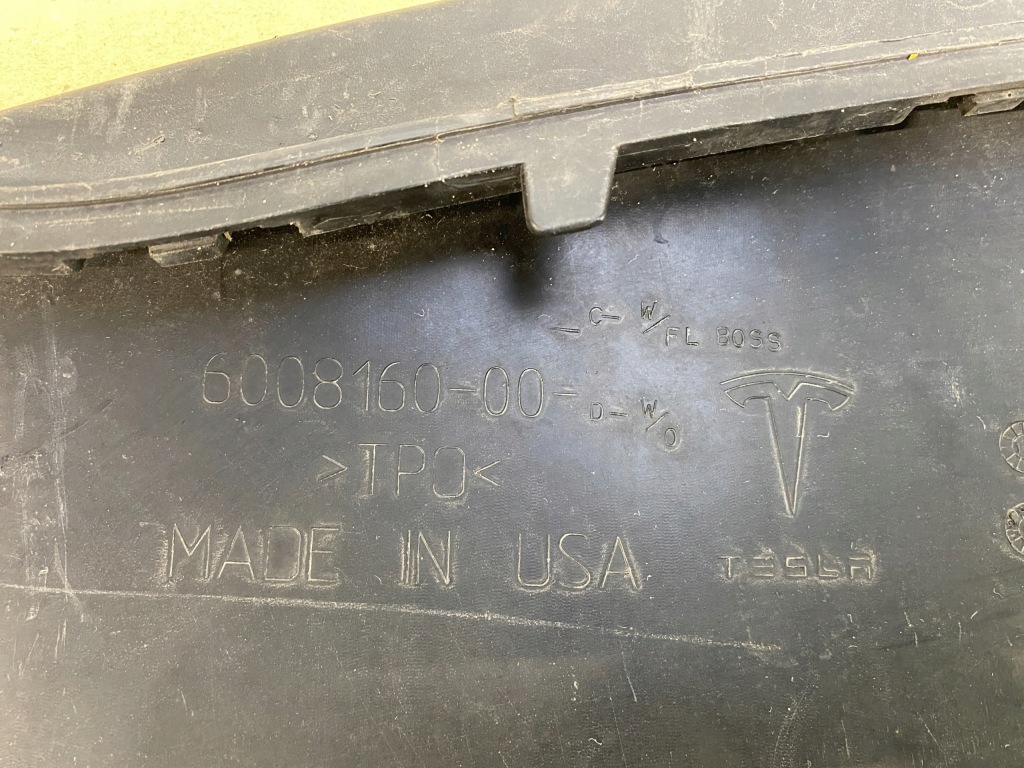 C- W/FL BOSS
6008160-00-
D- W/O
>TPO<
MADE IN USA
TESLA